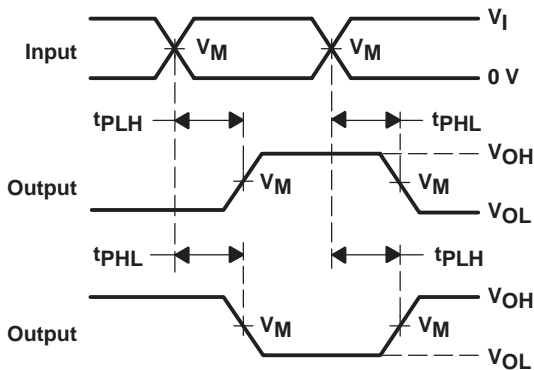 VI
Input VM VM
0 V
tPLH tPHL
VOH
Output VM VM
VOL
tPHL tPLH
VOH
Output VM VM
VOL